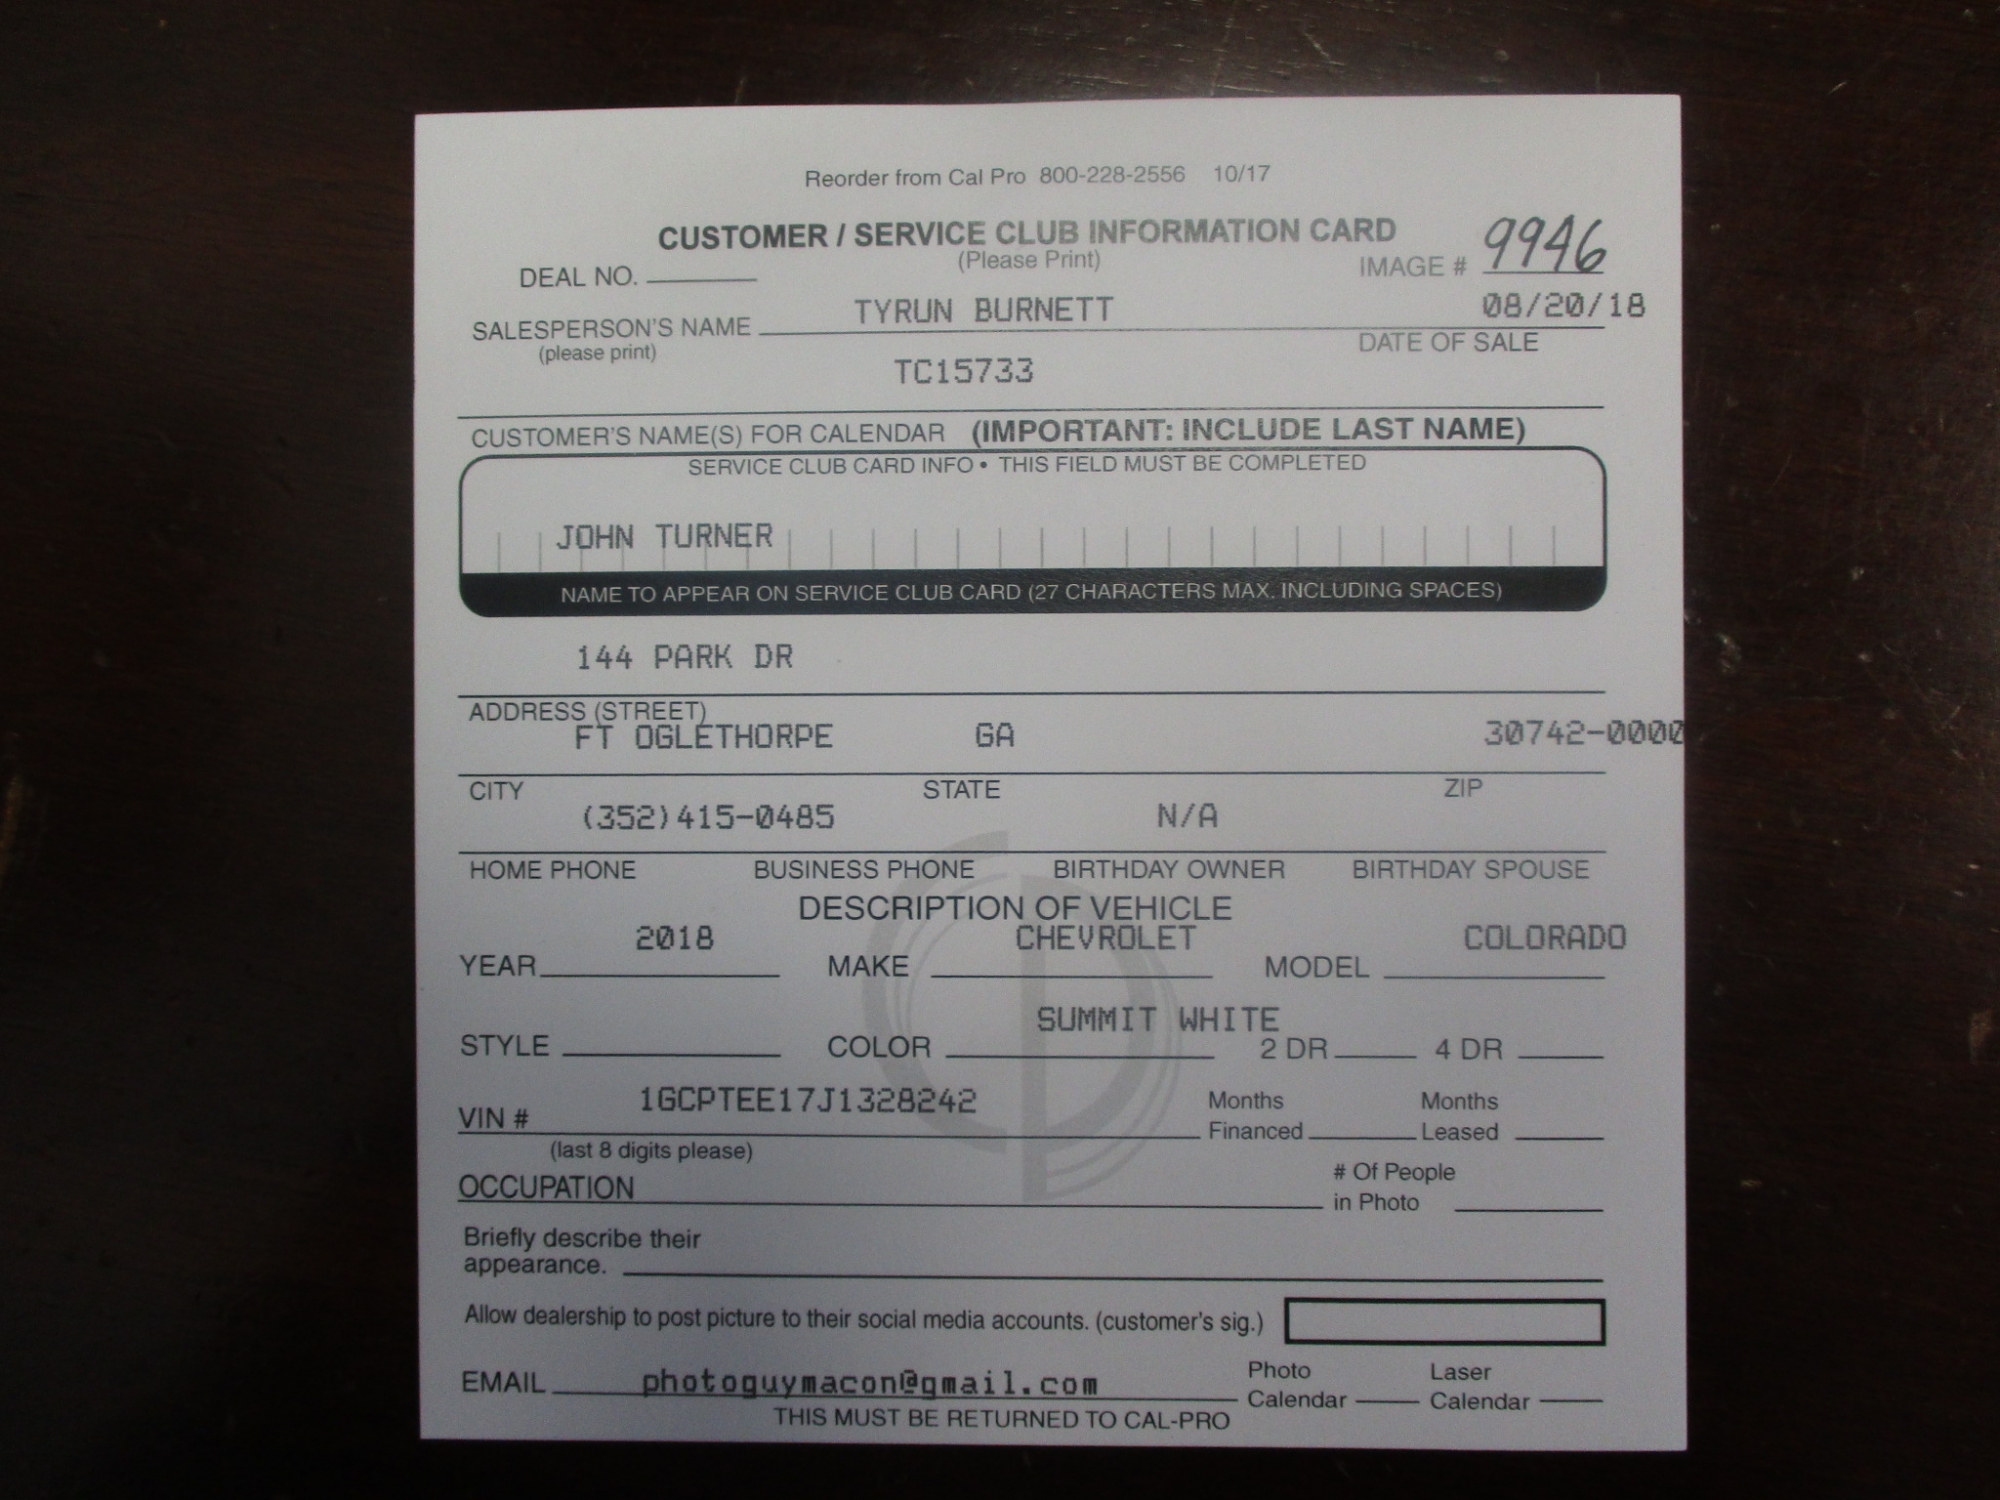 Reorder from Cal Pro 800-228-2556 10/17
CUSTOMER / SERVICE CLUB INFORMATION CARD
(Please Print)
DEAL NO.
IMAGE # 9946
TYRUN BURNETT 08/20/18
SALESPERSON'S NAME
(please print)
DATE OF SALE
TC15733
CUSTOMER'S NAME(S) FOR CALENDAR (IMPORTANT: INCLUDE LAST NAME)
SERVICE CLUB CARD INFO • THIS FIELD MUST BE COMPLETED
JOHN TURNER
NAME TO APPEAR ON SERVICE CLUB CARD (27 CHARACTERS MAX. INCLUDING SPACES)
144 PARK DR
ADDRESS (STREET)
FT OGLETHORPE GA 30742-0000
CITY STATE ZIP
(352)415-0485 N/A
HOME PHONE BUSINESS PHONE BIRTHDAY OWNER BIRTHDAY SPOUSE
DESCRIPTION OF VEHICLE
2018 CHEVROLET COLORADO
YEAR MAKE MODEL
SUMMIT WHITE
STYLE COLOR 2 DR 4 DR
1GCPTEE17J1328242
VIN #
(last 8 digits please)
Months Financed
Months Leased
OCCUPATION
# Of People in Photo
Briefly describe their
appearance.
Allow dealership to post picture to their social media accounts. (customer's sig.)
EMAIL photoguymacon@gmail.com
Photo Calendar
Laser Calendar
THIS MUST BE RETURNED TO CAL-PRO